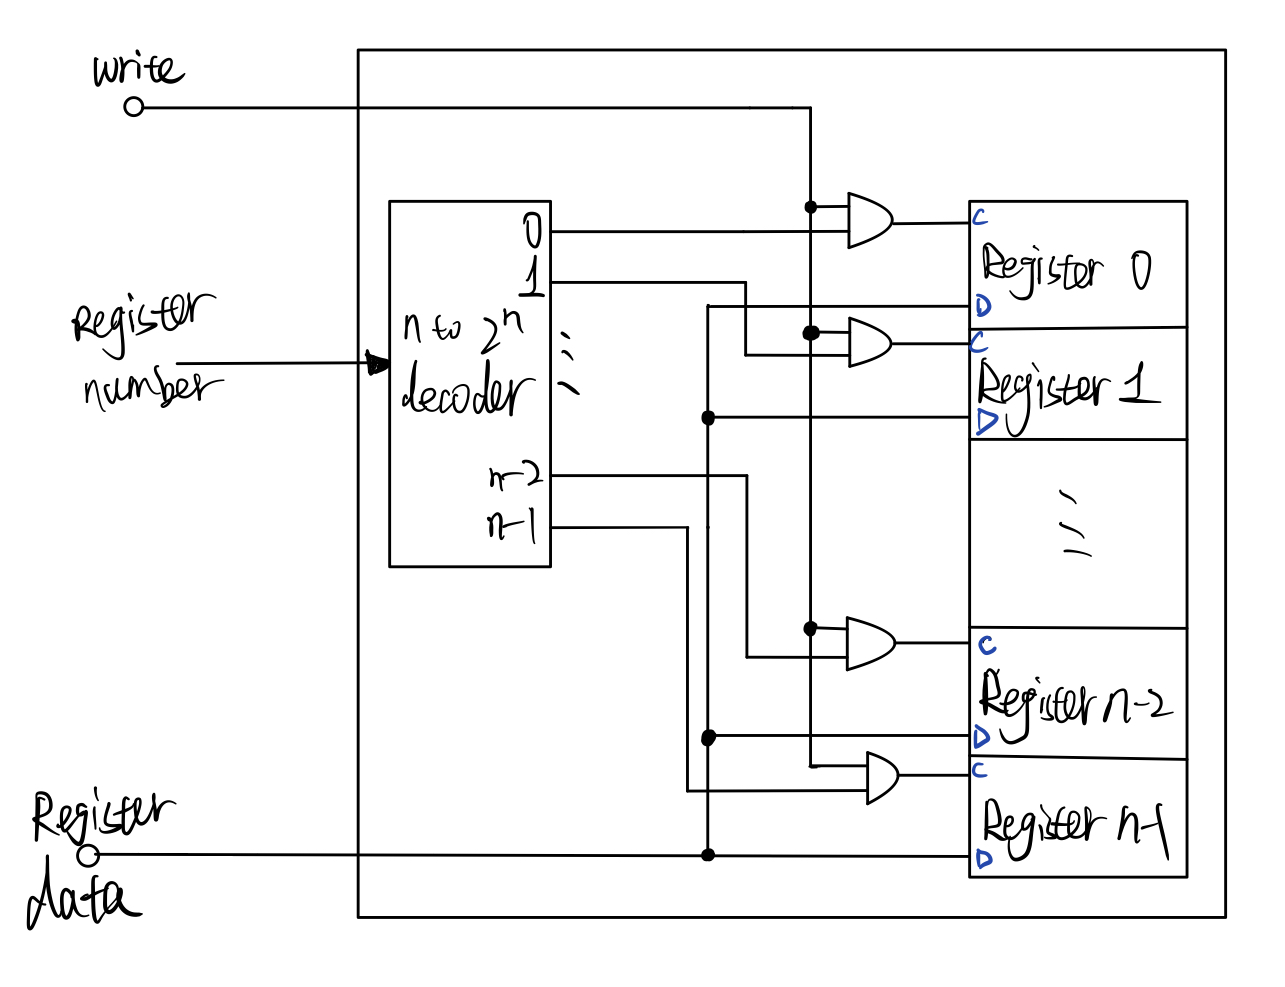 write
0
1
n to 2ⁿ
decoder
n-2
n-1
Register
number
Register
data
C
Register 0
D
C
Register 1
D
C
Register n-2
D
C
Register n-1
D